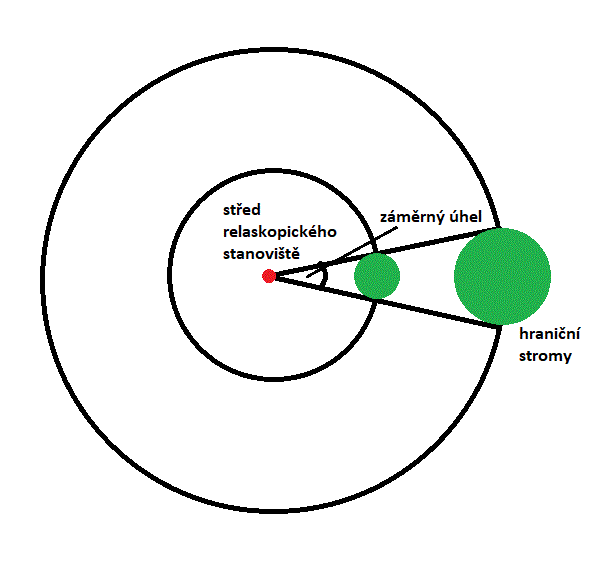 střed
relaskopického
stanoviště
záměrný úhel
hraniční
stromy